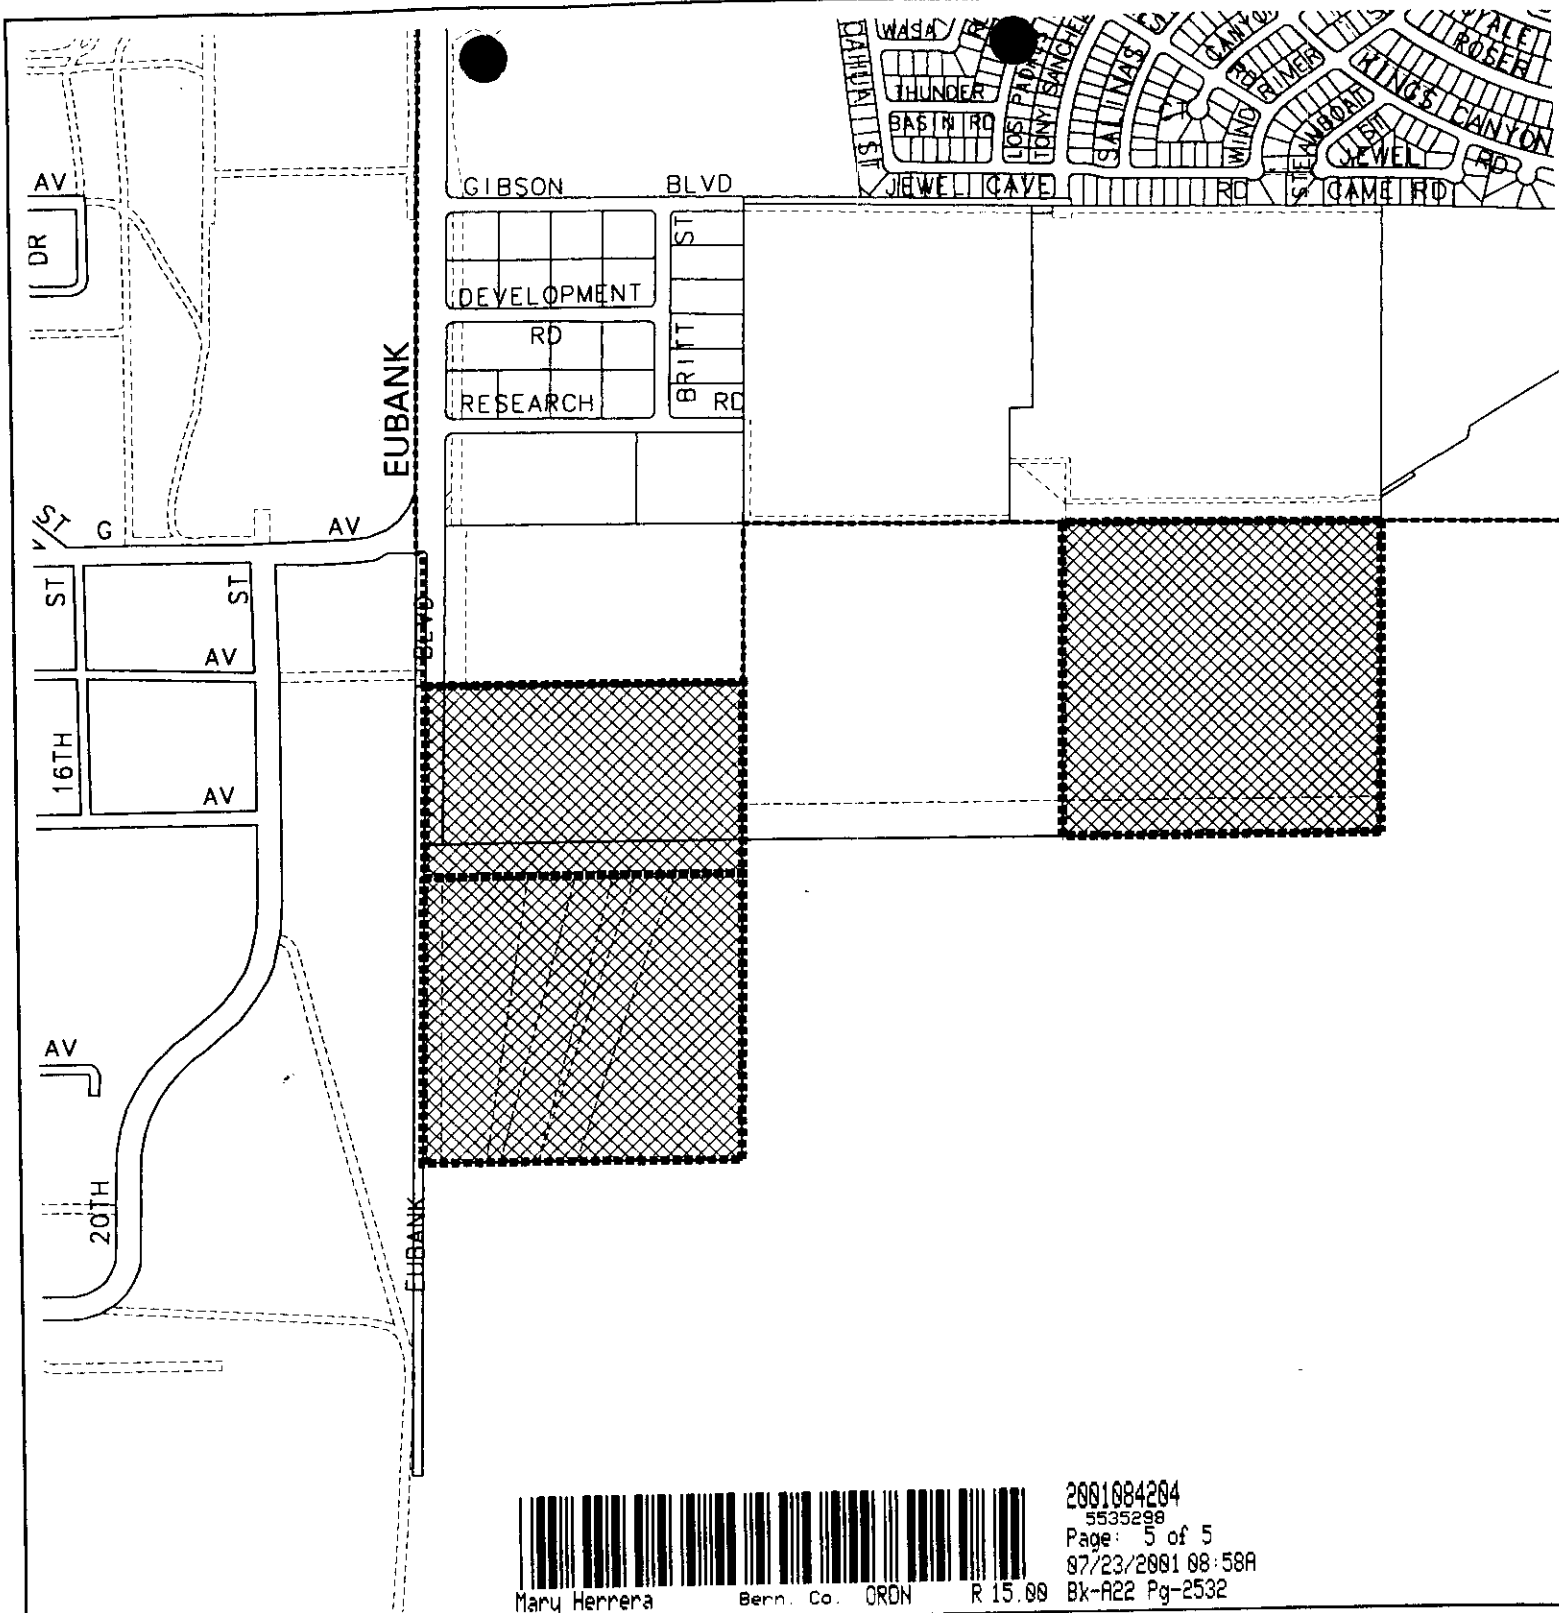 WASA
DAHUA ST
THUNDER
BASIN RD
LOS PADRES
TONY SANCHEZ
SALINAS
CANYON
RD
RIVER
WIND
KINGS CANYON
ROSER
JEWEL
RD
JEWEL CAVE
RD
CAVE RD
GIBSON BLVD
AV
DR
ST
DEVELOPMENT
RD
BRITT
RESEARCH
RD
EUBANK
ST
G
AV
ST
ST
BLVD
AV
16TH
AV
AV
20TH
EUBANK
2001084204
5535298
Page: 5 of 5
07/23/2001 08:58A
Mary Herrera Bern. Co. ORDN R 15.00 Bk-A22 Pg-2532